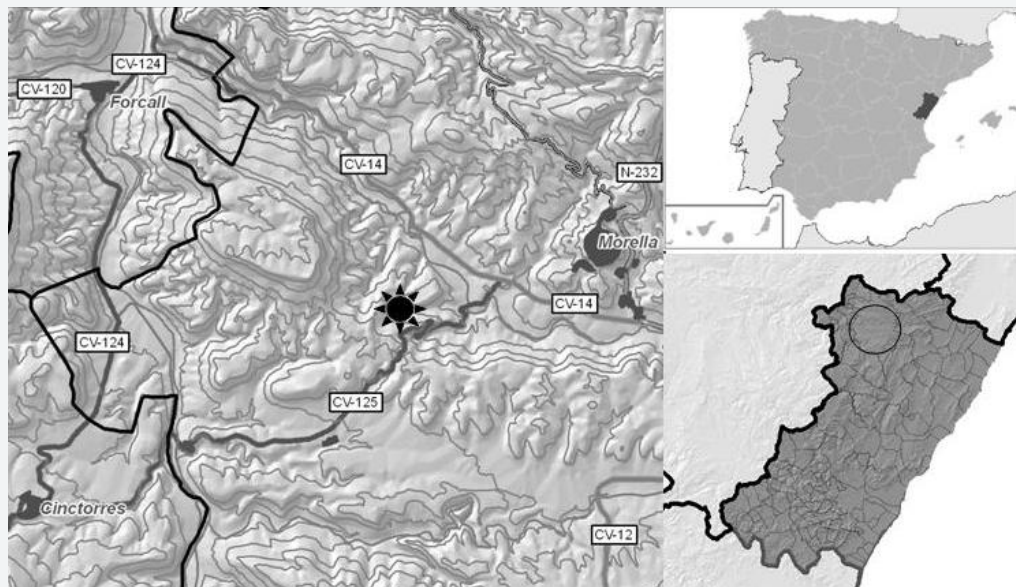 CV-124
CV-120
Forcall
CV-14
N-232
Morella
CV-14
CV-124
CV-125
Cinctorres
CV-12